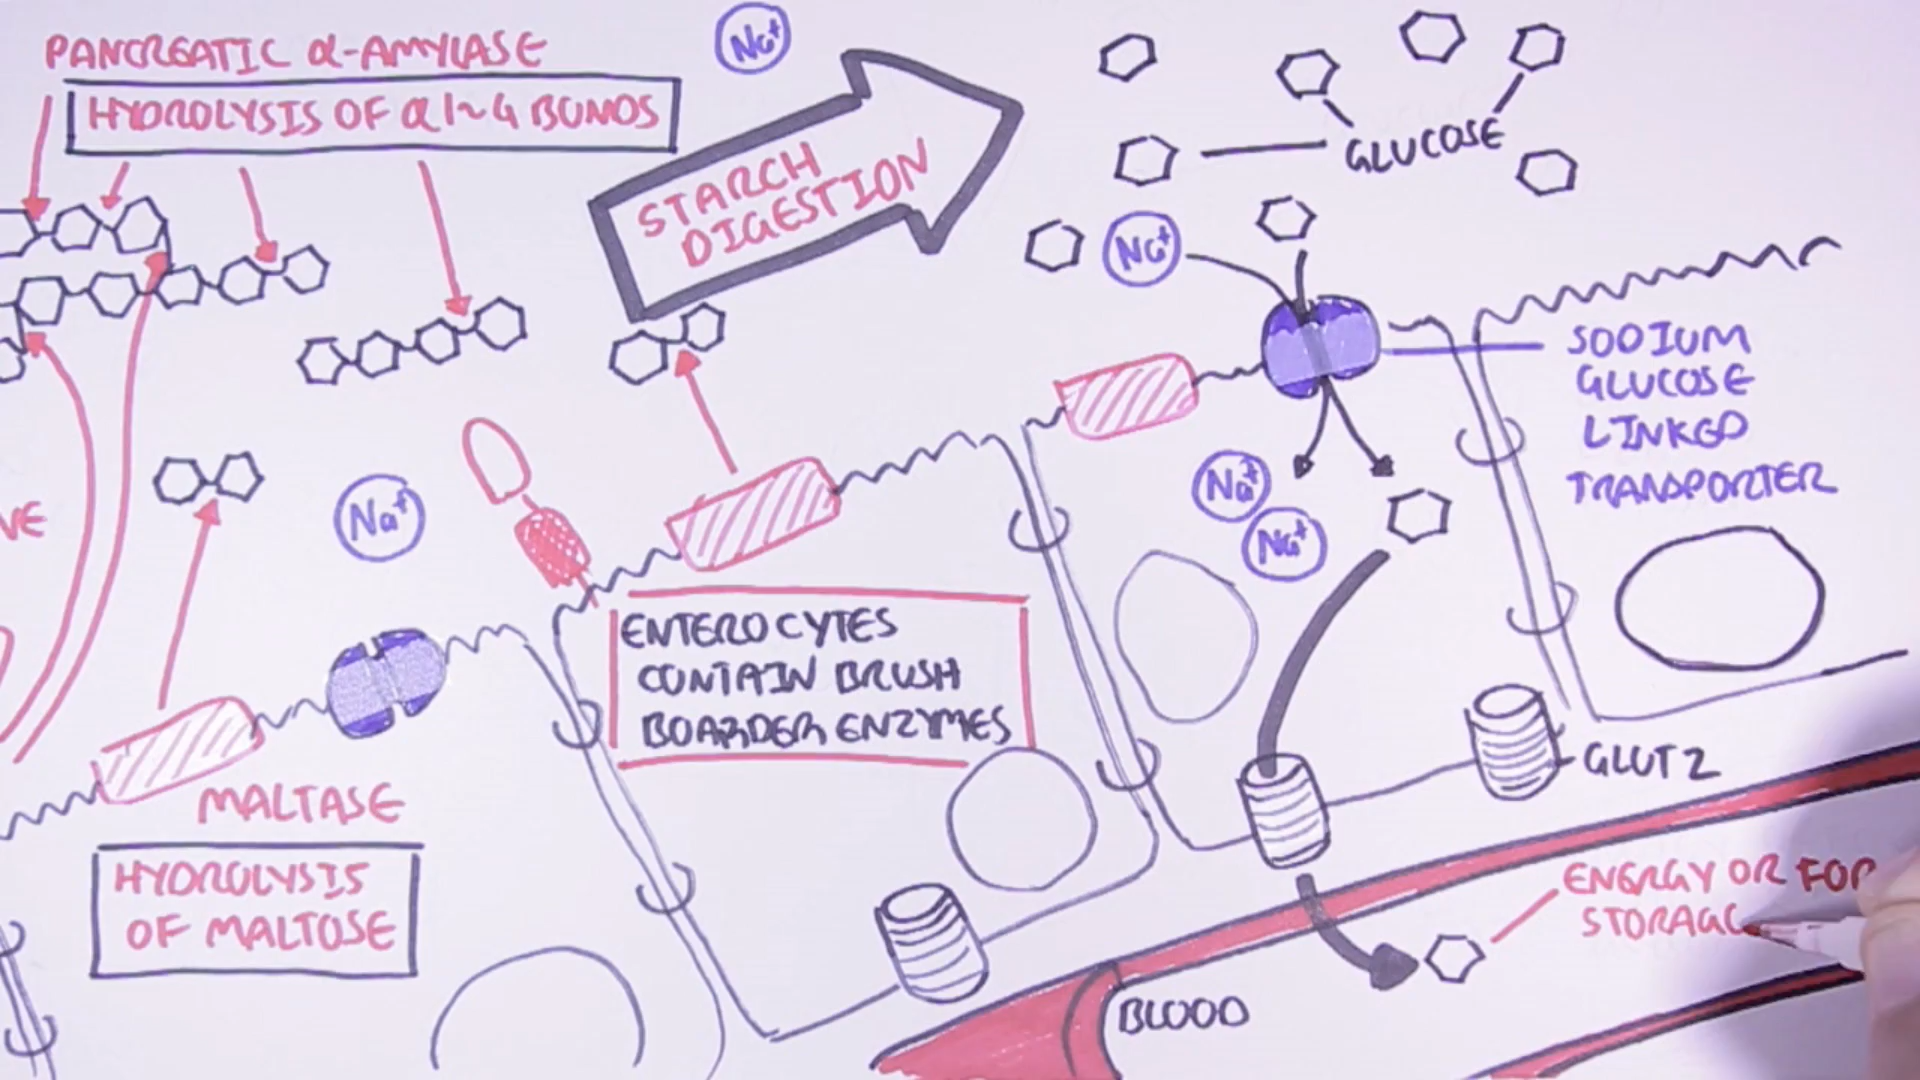 PANCREATIC α-AMYLASE
HYDROLYSIS OF α1~4 BONDS
Na+
STARCH
DIGESTION
GLUCOSE
Na+
SODIUM
GLUCOSE
LINKED
TRANSPORTER
Na+
Na+
Na+
VE
ENTEROCYTES
CONTAIN BRUSH
BOARDER ENZYMES
MALTASE
HYDROLYSIS
OF MALTOSE
GLUT2
ENERGY OR FOR
STORAGE
BLOOD